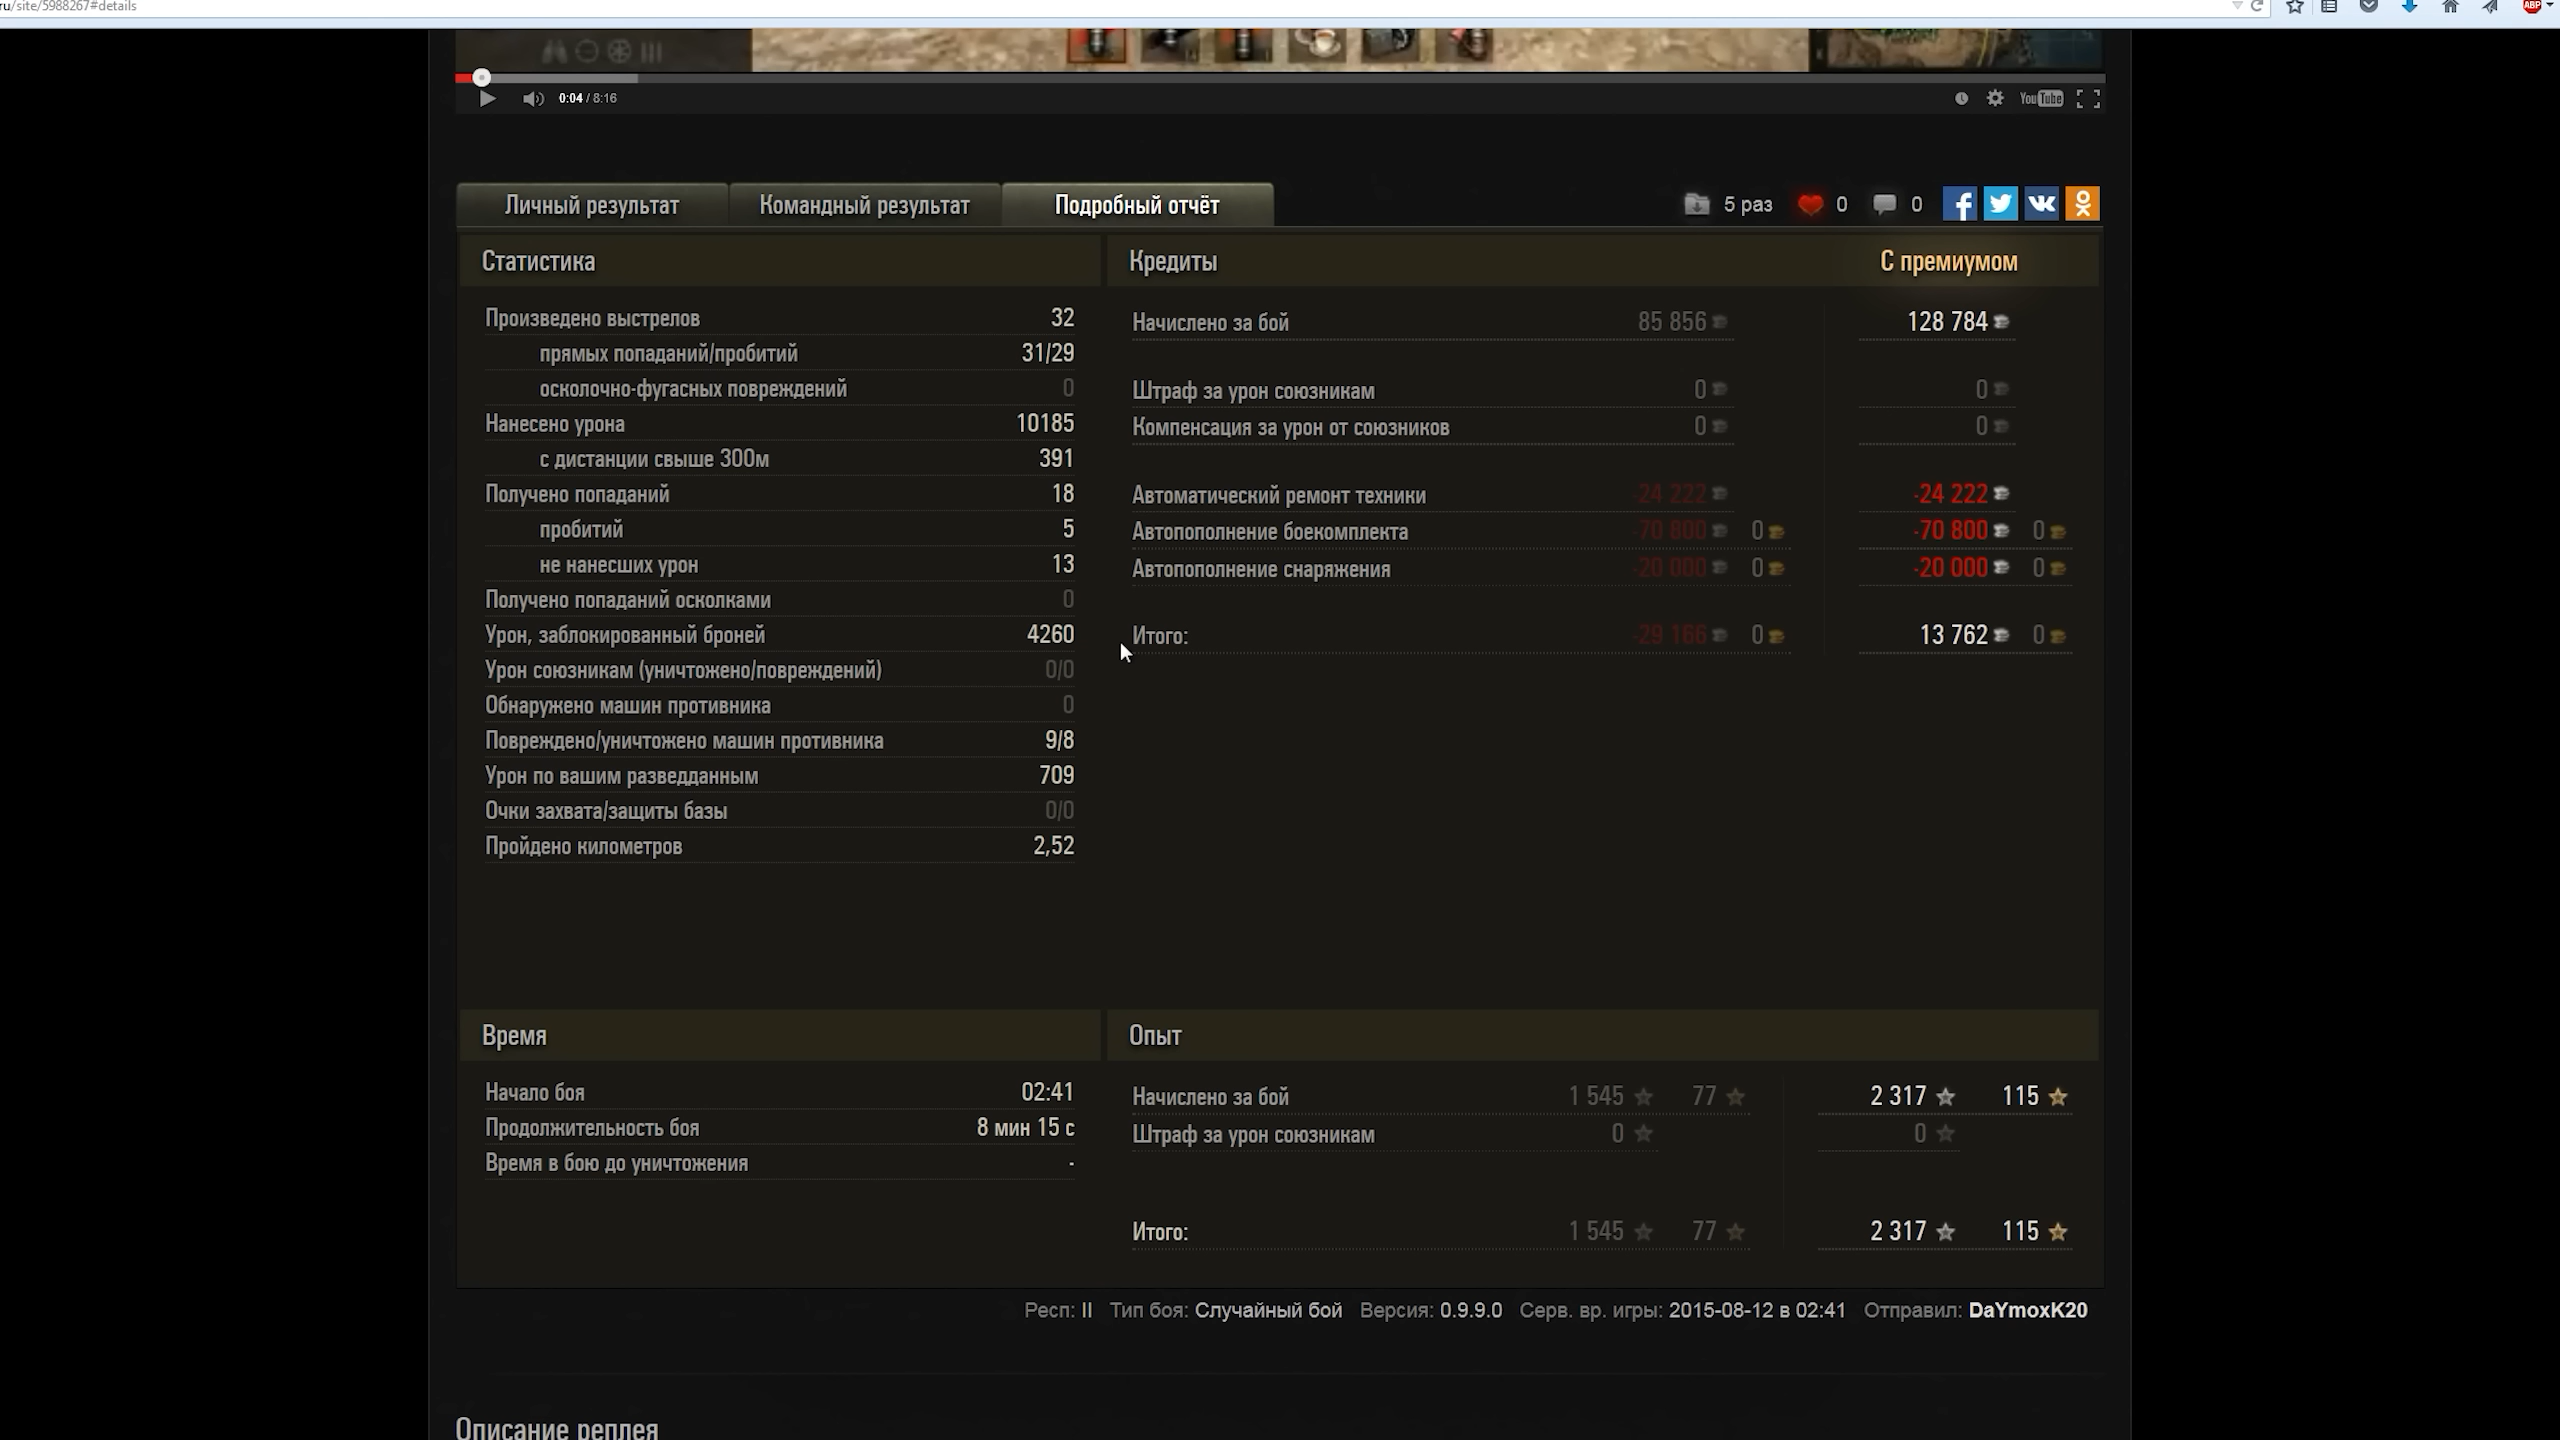 ru/site/5988267#details
ABP
0:04 / 8:16
YouTube
Личный результат
Командный результат
Подробный отчёт
5 раз
0
0
Статистика
Произведено выстрелов 32
прямых попаданий/пробитий 31/29
осколочно-фугасных повреждений 0
Нанесено урона 10185
с дистанции свыше 300м 391
Получено попаданий 18
пробитий 5
не нанесших урон 13
Получено попаданий осколками 0
Урон, заблокированный броней 4260
Урон союзникам (уничтожено/повреждений) 0/0
Обнаружено машин противника 0
Повреждено/уничтожено машин противника 9/8
Урон по вашим разведданным 709
Очки захвата/защиты базы 0/0
Пройдено километров 2,52
Кредиты С премиумом
Начислено за бой 85 856 128 784
Штраф за урон союзникам 0 0
Компенсация за урон от союзников 0 0
Автоматический ремонт техники -24 222 -24 222
Автопополнение боекомплекта -70 800 0 -70 800 0
Автопополнение снаряжения -20 000 0 -20 000 0
Итого: -29 166 0 13 762 0
Время
Начало боя 02:41
Продолжительность боя 8 мин 15 с
Время в бою до уничтожения -
Опыт
Начислено за бой 1 545 77 2 317 115
Штраф за урон союзникам 0 0
Итого: 1 545 77 2 317 115
Респ: II Тип боя: Случайный бой Версия: 0.9.9.0 Серв. вр. игры: 2015-08-12 в 02:41 Отправил: DaYmoxK20
Описание реплея